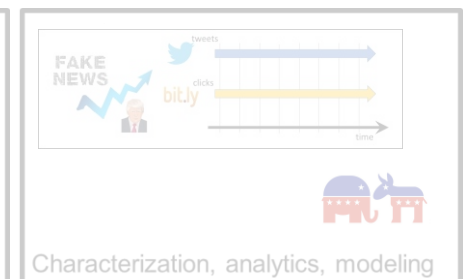 tweets
FAKE
NEWS
clicks
bit.ly
time
Characterization, analytics, modeling